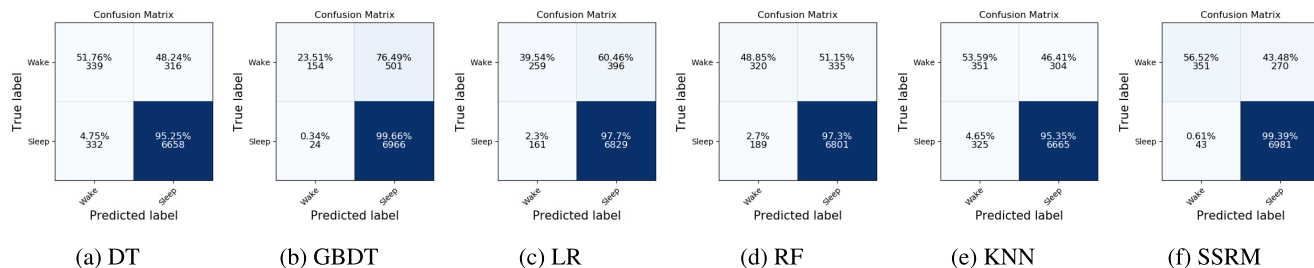 Confusion Matrix
True label
Wake
51.76%
339
48.24%
316
Sleep
4.75%
332
95.25%
6658
Wake
Sleep
Predicted label
(a) DT
Confusion Matrix
True label
Wake
23.51%
154
76.49%
501
Sleep
0.34%
24
99.66%
6966
Wake
Sleep
Predicted label
(b) GBDT
Confusion Matrix
True label
Wake
39.54%
259
60.46%
396
Sleep
2.3%
161
97.7%
6829
Wake
Sleep
Predicted label
(c) LR
Confusion Matrix
True label
Wake
48.85%
320
51.15%
335
Sleep
2.7%
189
97.3%
6801
Wake
Sleep
Predicted label
(d) RF
Confusion Matrix
True label
Wake
53.59%
351
46.41%
304
Sleep
4.65%
325
95.35%
6665
Wake
Sleep
Predicted label
(e) KNN
Confusion Matrix
True label
Wake
56.52%
351
43.48%
270
Sleep
0.61%
43
99.39%
6981
Wake
Sleep
Predicted label
(f) SSRM